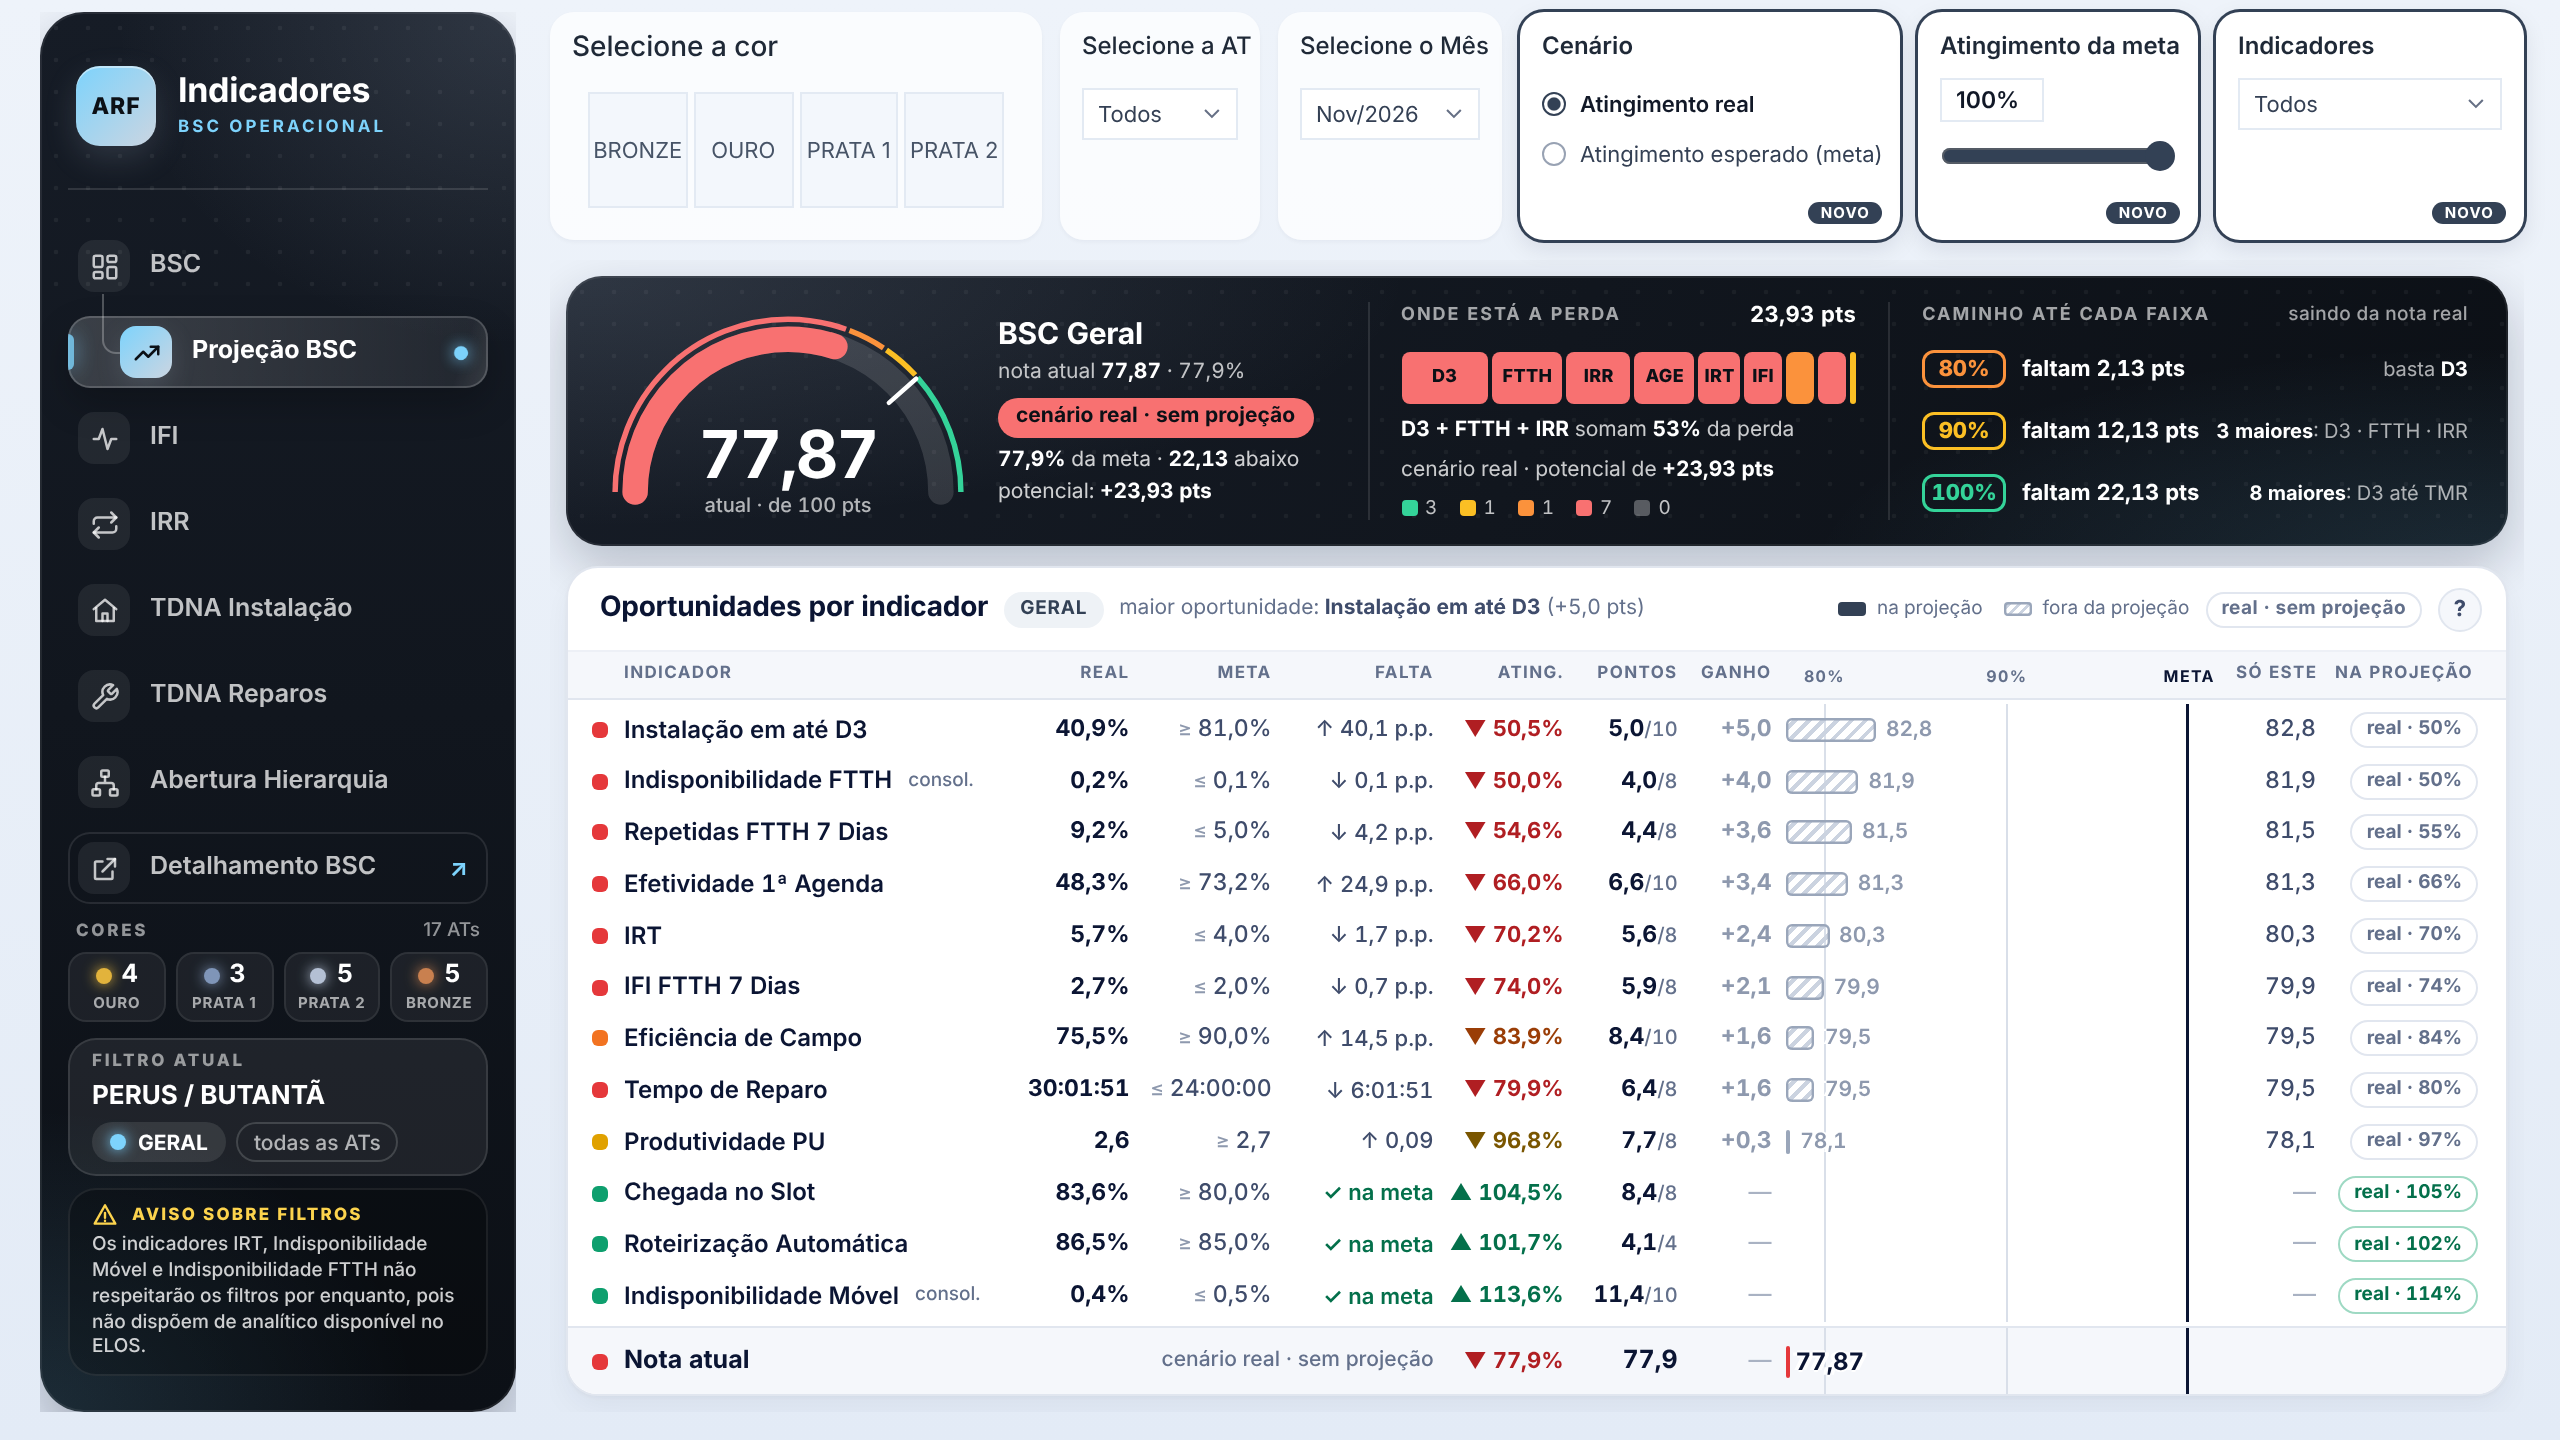 ARF
Indicadores
BSC OPERACIONAL
BSC
Projeção BSC
IFI
IRR
TDNA Instalação
TDNA Reparos
Abertura Hierarquia
Detalhamento BSC
CORES 17 ATs
4 3 5 5
OURO PRATA 1 PRATA 2 BRONZE
FILTRO ATUAL
PERUS / BUTANTÃ
GERAL todas as ATs
AVISO SOBRE FILTROS
Os indicadores IRT, Indisponibilidade
Móvel e Indisponibilidade FTTH não
respeitarão os filtros por enquanto, pois
não dispõem de analítico disponível no
ELOS.
Selecione a cor
BRONZE OURO PRATA 1 PRATA 2
Selecione a AT
Todos
Selecione o Mês
Nov/2026
Cenário
Atingimento real
Atingimento esperado (meta)
NOVO
Atingimento da meta
100%
NOVO
Indicadores
Todos
NOVO
77,87
atual · de 100 pts
BSC Geral
nota atual 77,87 · 77,9%
cenário real · sem projeção
77,9% da meta · 22,13 abaixo
potencial: +23,93 pts
ONDE ESTÁ A PERDA 23,93 pts
D3 FTTH IRR AGE IRT IFI
D3 + FTTH + IRR somam 53% da perda
cenário real · potencial de +23,93 pts
3 1 1 7 0
CAMINHO ATÉ CADA FAIXA saindo da nota real
80% faltam 2,13 pts basta D3
90% faltam 12,13 pts 3 maiores: D3 · FTTH · IRR
100% faltam 22,13 pts 8 maiores: D3 até TMR
Oportunidades por indicador GERAL maior oportunidade: Instalação em até D3 (+5,0 pts) na projeção fora da projeção real · sem projeção ?
INDICADOR REAL META FALTA ATING. PONTOS GANHO 80% 90% META SÓ ESTE NA PROJEÇÃO
Instalação em até D3 40,9% ≥ 81,0% ↑ 40,1 p.p. ▼ 50,5% 5,0/10 +5,0 82,8 82,8 real · 50%
Indisponibilidade FTTH consol. 0,2% ≤ 0,1% ↓ 0,1 p.p. ▼ 50,0% 4,0/8 +4,0 81,9 81,9 real · 50%
Repetidas FTTH 7 Dias 9,2% ≤ 5,0% ↓ 4,2 p.p. ▼ 54,6% 4,4/8 +3,6 81,5 81,5 real · 55%
Efetividade 1ª Agenda 48,3% ≥ 73,2% ↑ 24,9 p.p. ▼ 66,0% 6,6/10 +3,4 81,3 81,3 real · 66%
IRT 5,7% ≤ 4,0% ↓ 1,7 p.p. ▼ 70,2% 5,6/8 +2,4 80,3 80,3 real · 70%
IFI FTTH 7 Dias 2,7% ≤ 2,0% ↓ 0,7 p.p. ▼ 74,0% 5,9/8 +2,1 79,9 79,9 real · 74%
Eficiência de Campo 75,5% ≥ 90,0% ↑ 14,5 p.p. ▼ 83,9% 8,4/10 +1,6 79,5 79,5 real · 84%
Tempo de Reparo 30:01:51 ≤ 24:00:00 ↓ 6:01:51 ▼ 79,9% 6,4/8 +1,6 79,5 79,5 real · 80%
Produtividade PU 2,6 ≥ 2,7 ↑ 0,09 ▼ 96,8% 7,7/8 +0,3 78,1 78,1 real · 97%
Chegada no Slot 83,6% ≥ 80,0% ✓ na meta ▲ 104,5% 8,4/8 — — real · 105%
Roteirização Automática 86,5% ≥ 85,0% ✓ na meta ▲ 101,7% 4,1/4 — — real · 102%
Indisponibilidade Móvel consol. 0,4% ≤ 0,5% ✓ na meta ▲ 113,6% 11,4/10 — — real · 114%
Nota atual cenário real · sem projeção ▼ 77,9% 77,9 — 77,87